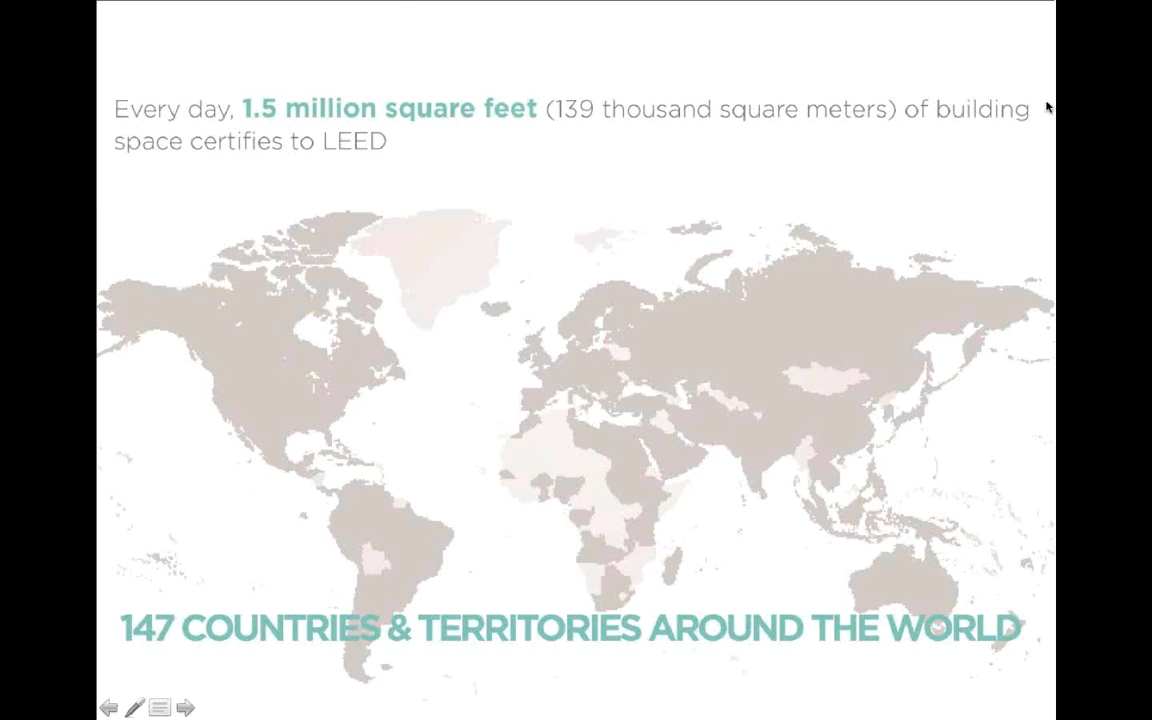 Every day, 1.5 million square feet (139 thousand square meters) of building
space certifies to LEED
147 COUNTRIES & TERRITORIES AROUND THE WORLD